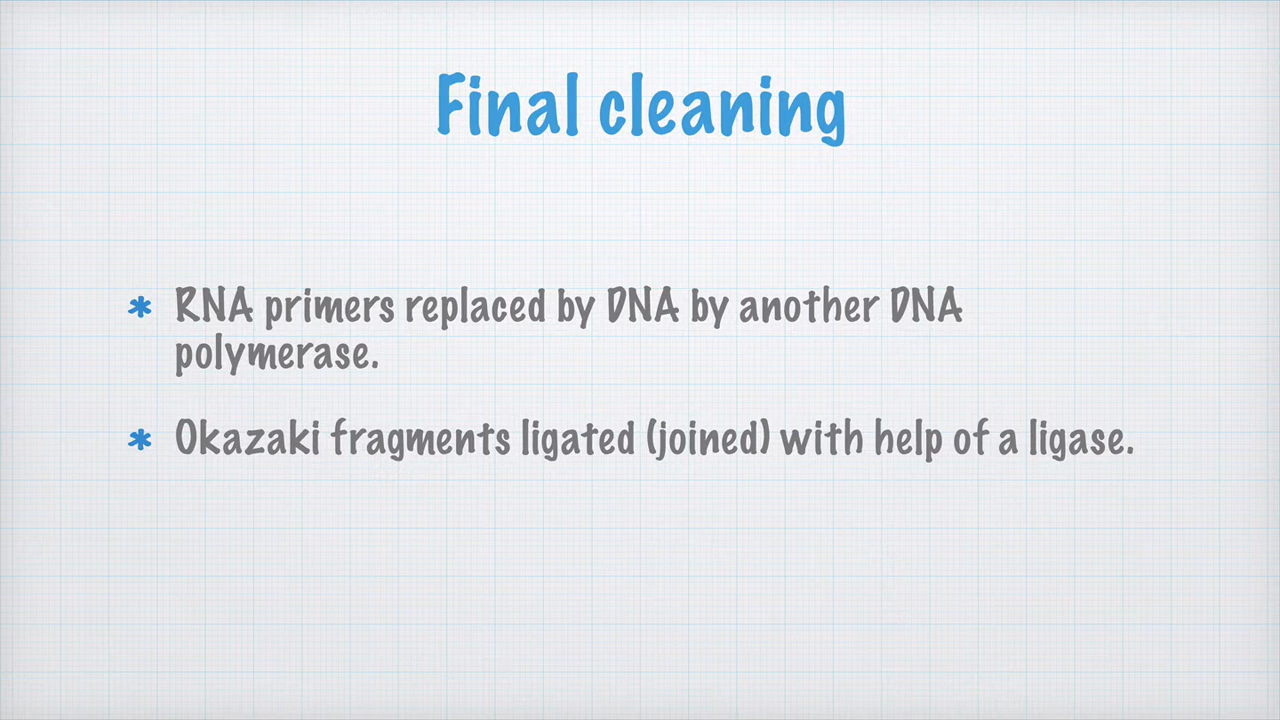 Final cleaning
* RNA primers replaced by DNA by another DNA
polymerase.
* Okazaki fragments ligated (joined) with help of a ligase.